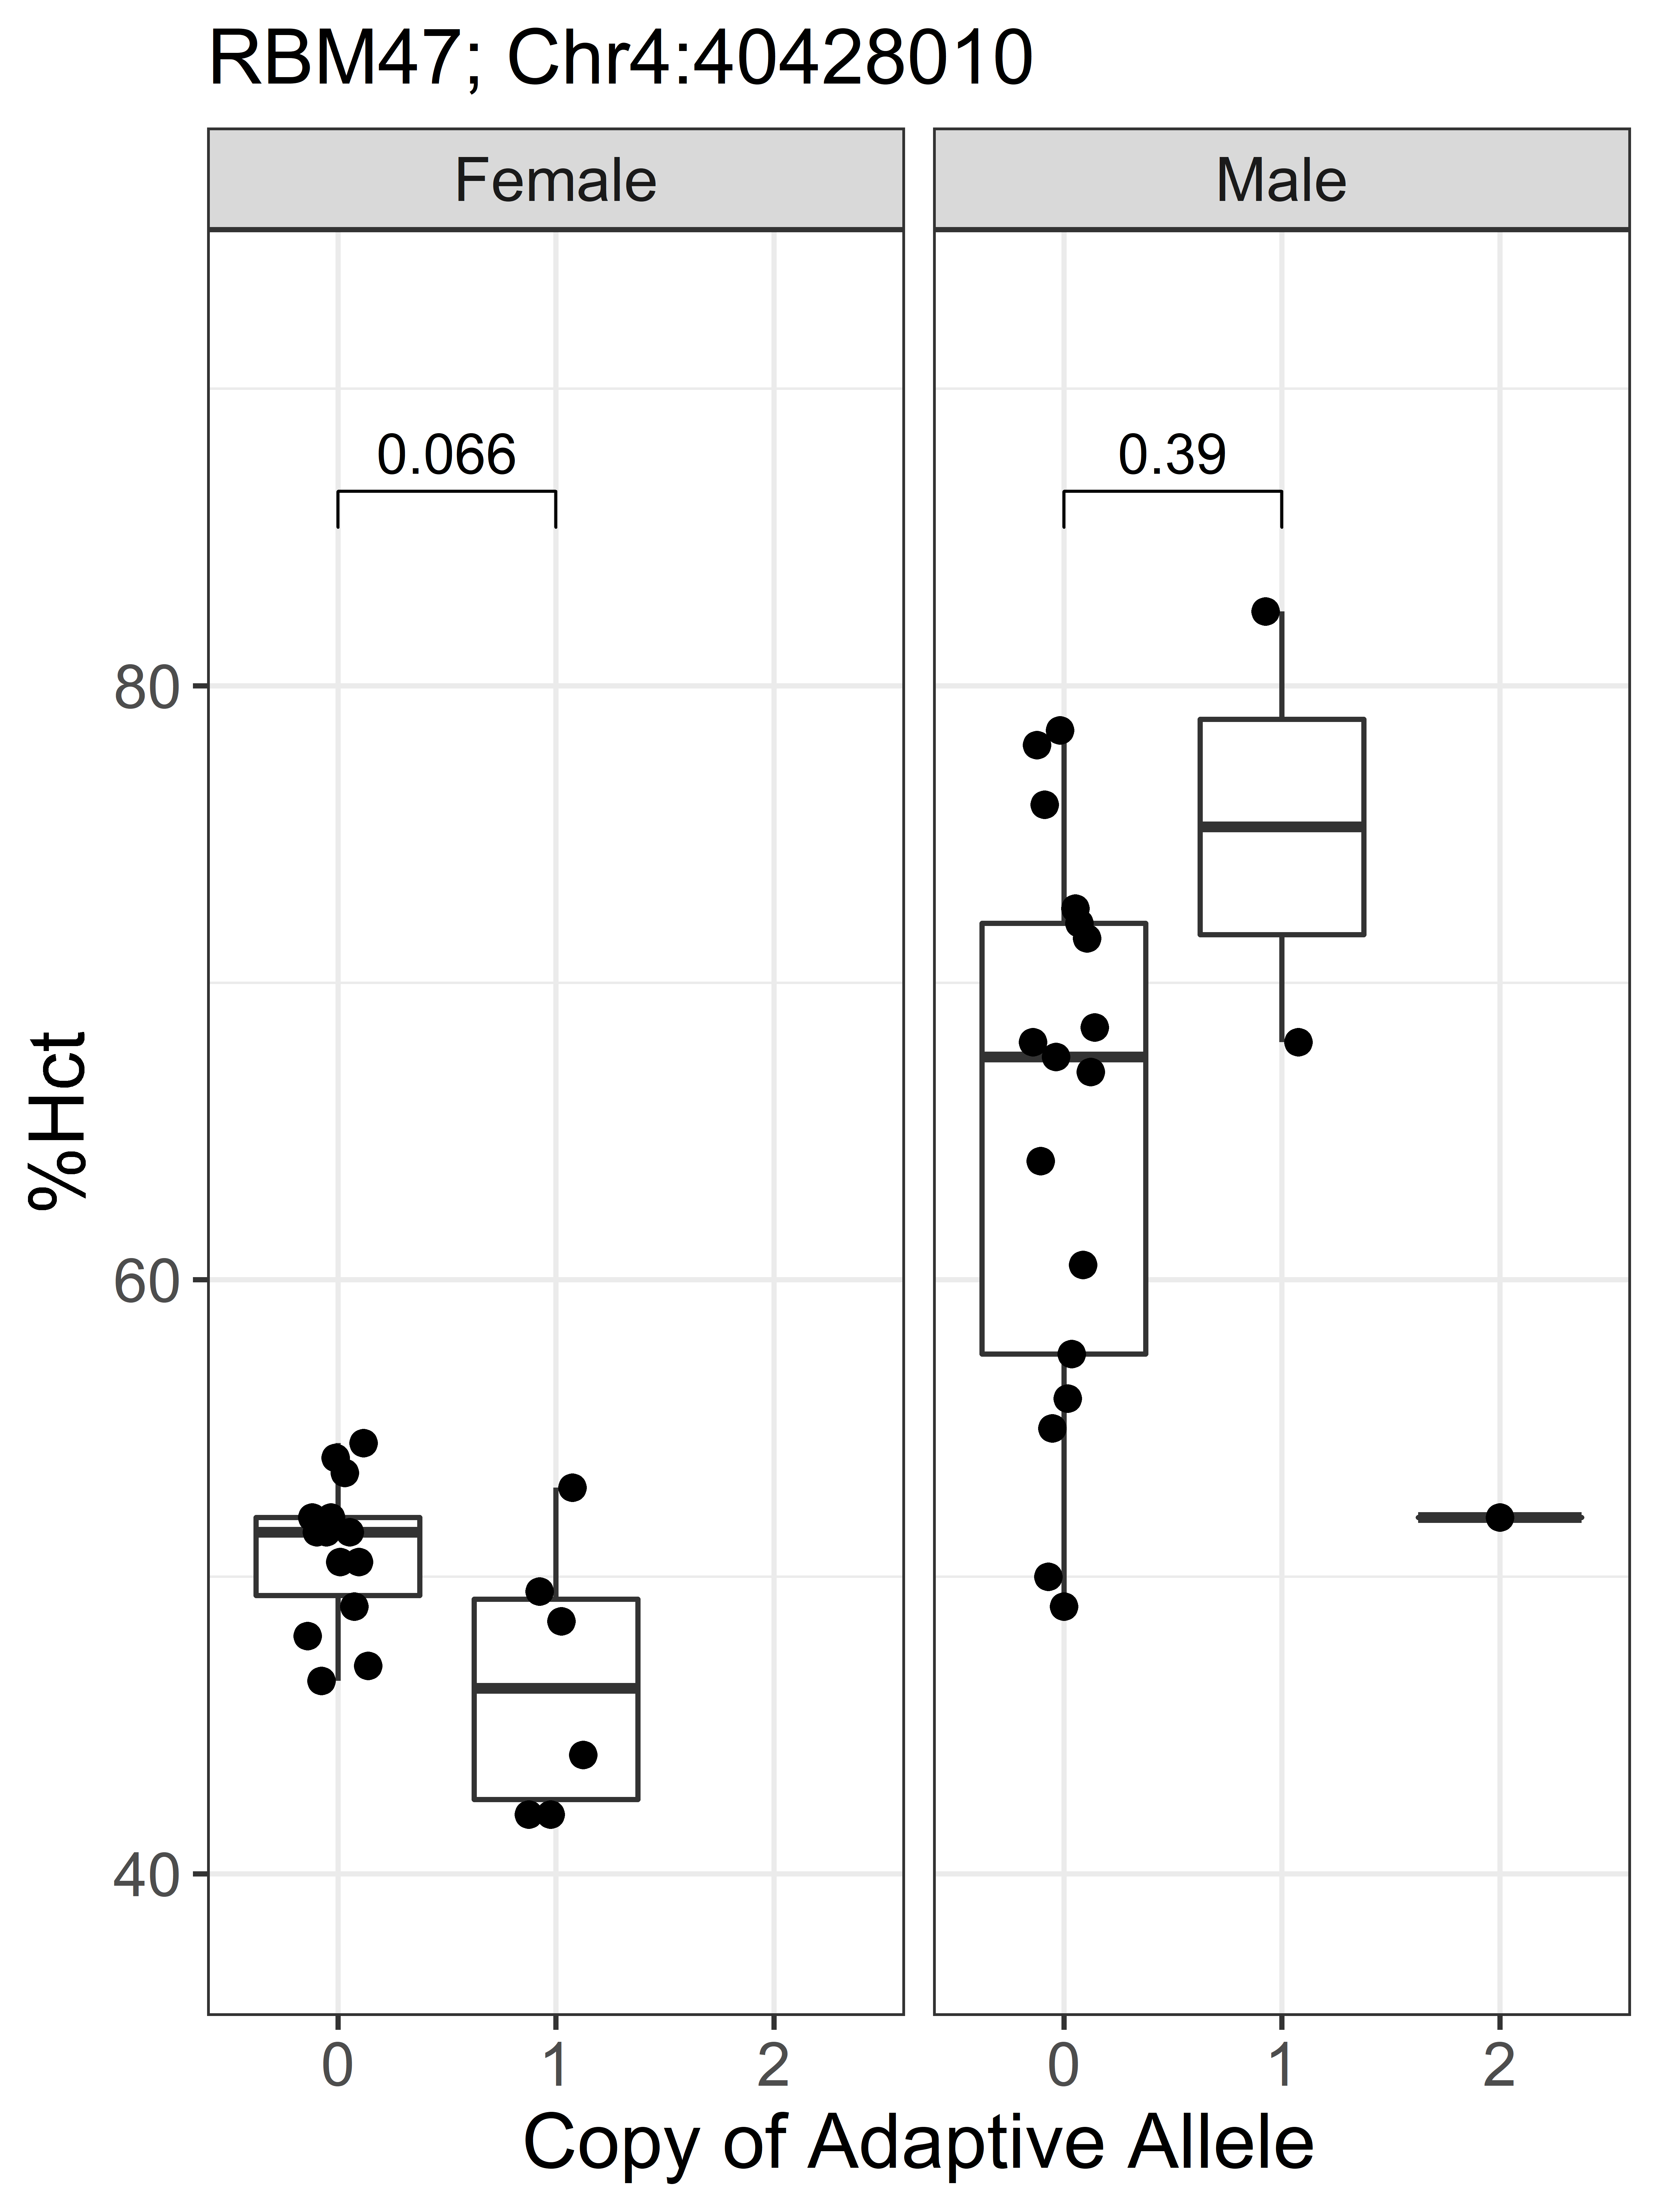 RBM47; Chr4:40428010
Female
Male
0.066
0.39
80
60
40
%Hct
0 1 2
0 1 2
Copy of Adaptive Allele